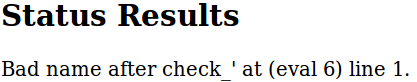 Status Results
Bad name after check_' at (eval 6) line 1.